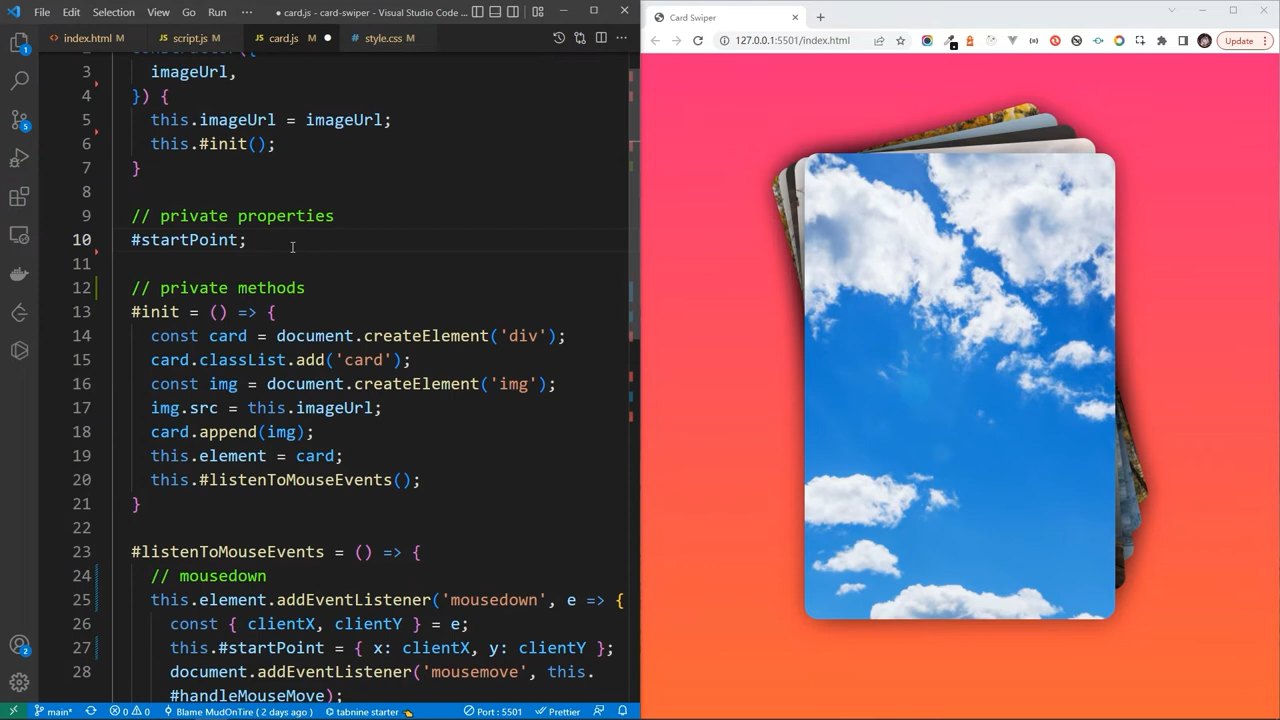 File Edit Selection View Go Run ··· ● card.js - card-swiper - Visual Studio Code ...
index.html M script.js M card.js M ● style.css M
3 imageUrl,
4 }) {
5 this.imageUrl = imageUrl;
6 this.#init();
7 }
8
9 // private properties
10 #startPoint;
11
12 // private methods
13 #init = () => {
14 const card = document.createElement('div');
15 card.classList.add('card');
16 const img = document.createElement('img');
17 img.src = this.imageUrl;
18 card.append(img);
19 this.element = card;
20 this.#listenToMouseEvents();
21 }
22
23 #listenToMouseEvents = () => {
24 // mousedown
25 this.element.addEventListener('mousedown', e => {
26 const { clientX, clientY } = e;
27 this.#startPoint = { x: clientX, y: clientY };
28 document.addEventListener('mousemove', this.
#handleMouseMove);
1
5
2
main* 0 0 Blame MudOnTire ( 2 days ago ) tabnine starter Port : 5501 Prettier
Card Swiper
127.0.0.1:5501/index.html
Update